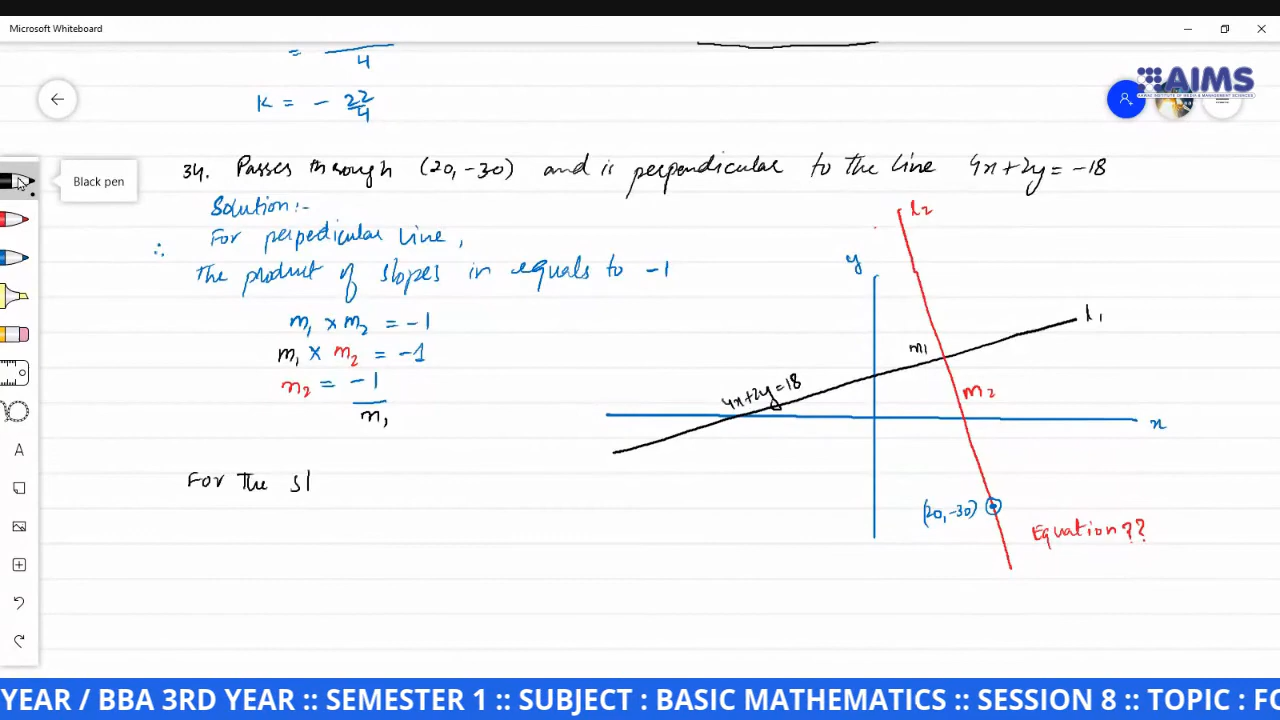 Microsoft Whiteboard
AIMS
=
4
K = - 22/4
34. Passes through (20, -30) and is perpendicular to the line 4x+2y = -18
Black pen
Solution:-
∴ For perpedicular line,
The product of slopes in equals to -1
m₁ × m₂ = -1
m₁ × m₂ = -1
m₂ = -1/m₁
For The sl
l₂
y
l₁
m₁
4x+2y=18
m₂
x
(20,-30)
Equation??
A
YEAR / BBA 3RD YEAR :: SEMESTER 1 :: SUBJECT : BASIC MATHEMATICS :: SESSION 8 :: TOPIC : FO